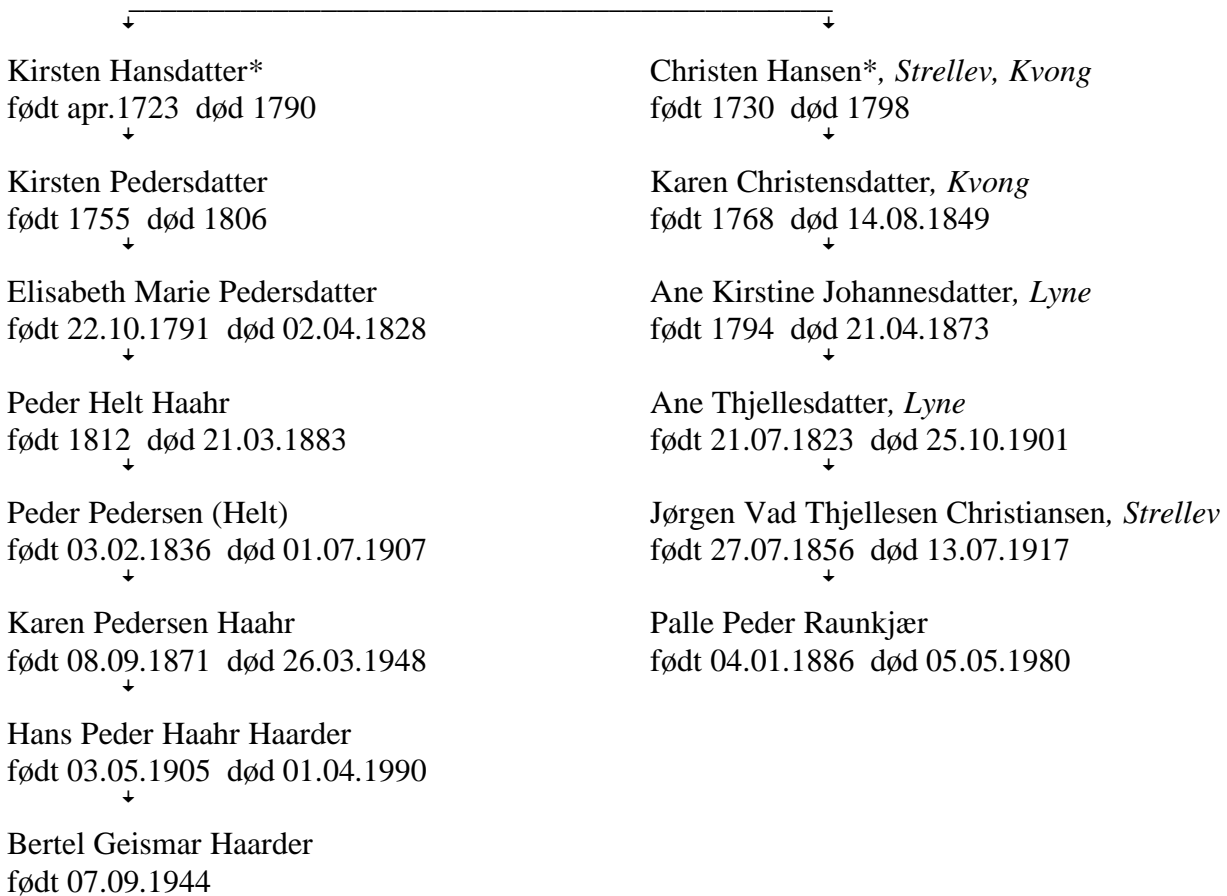 Kirsten Hansdatter*
født apr.1723 død 1790
Kirsten Pedersdatter
født 1755 død 1806
Elisabeth Marie Pedersdatter
født 22.10.1791 død 02.04.1828
Peder Helt Haahr
født 1812 død 21.03.1883
Peder Pedersen (Helt)
født 03.02.1836 død 01.07.1907
Karen Pedersen Haahr
født 08.09.1871 død 26.03.1948
Hans Peder Haahr Haarder
født 03.05.1905 død 01.04.1990
Bertel Geismar Haarder
født 07.09.1944
Christen Hansen*, Strellev, Kvong
født 1730 død 1798
Karen Christensdatter, Kvong
født 1768 død 14.08.1849
Ane Kirstine Johannesdatter, Lyne
født 1794 død 21.04.1873
Ane Thjellesdatter, Lyne
født 21.07.1823 død 25.10.1901
Jørgen Vad Thjellesen Christiansen, Strellev
født 27.07.1856 død 13.07.1917
Palle Peder Raunkjær
født 04.01.1886 død 05.05.1980